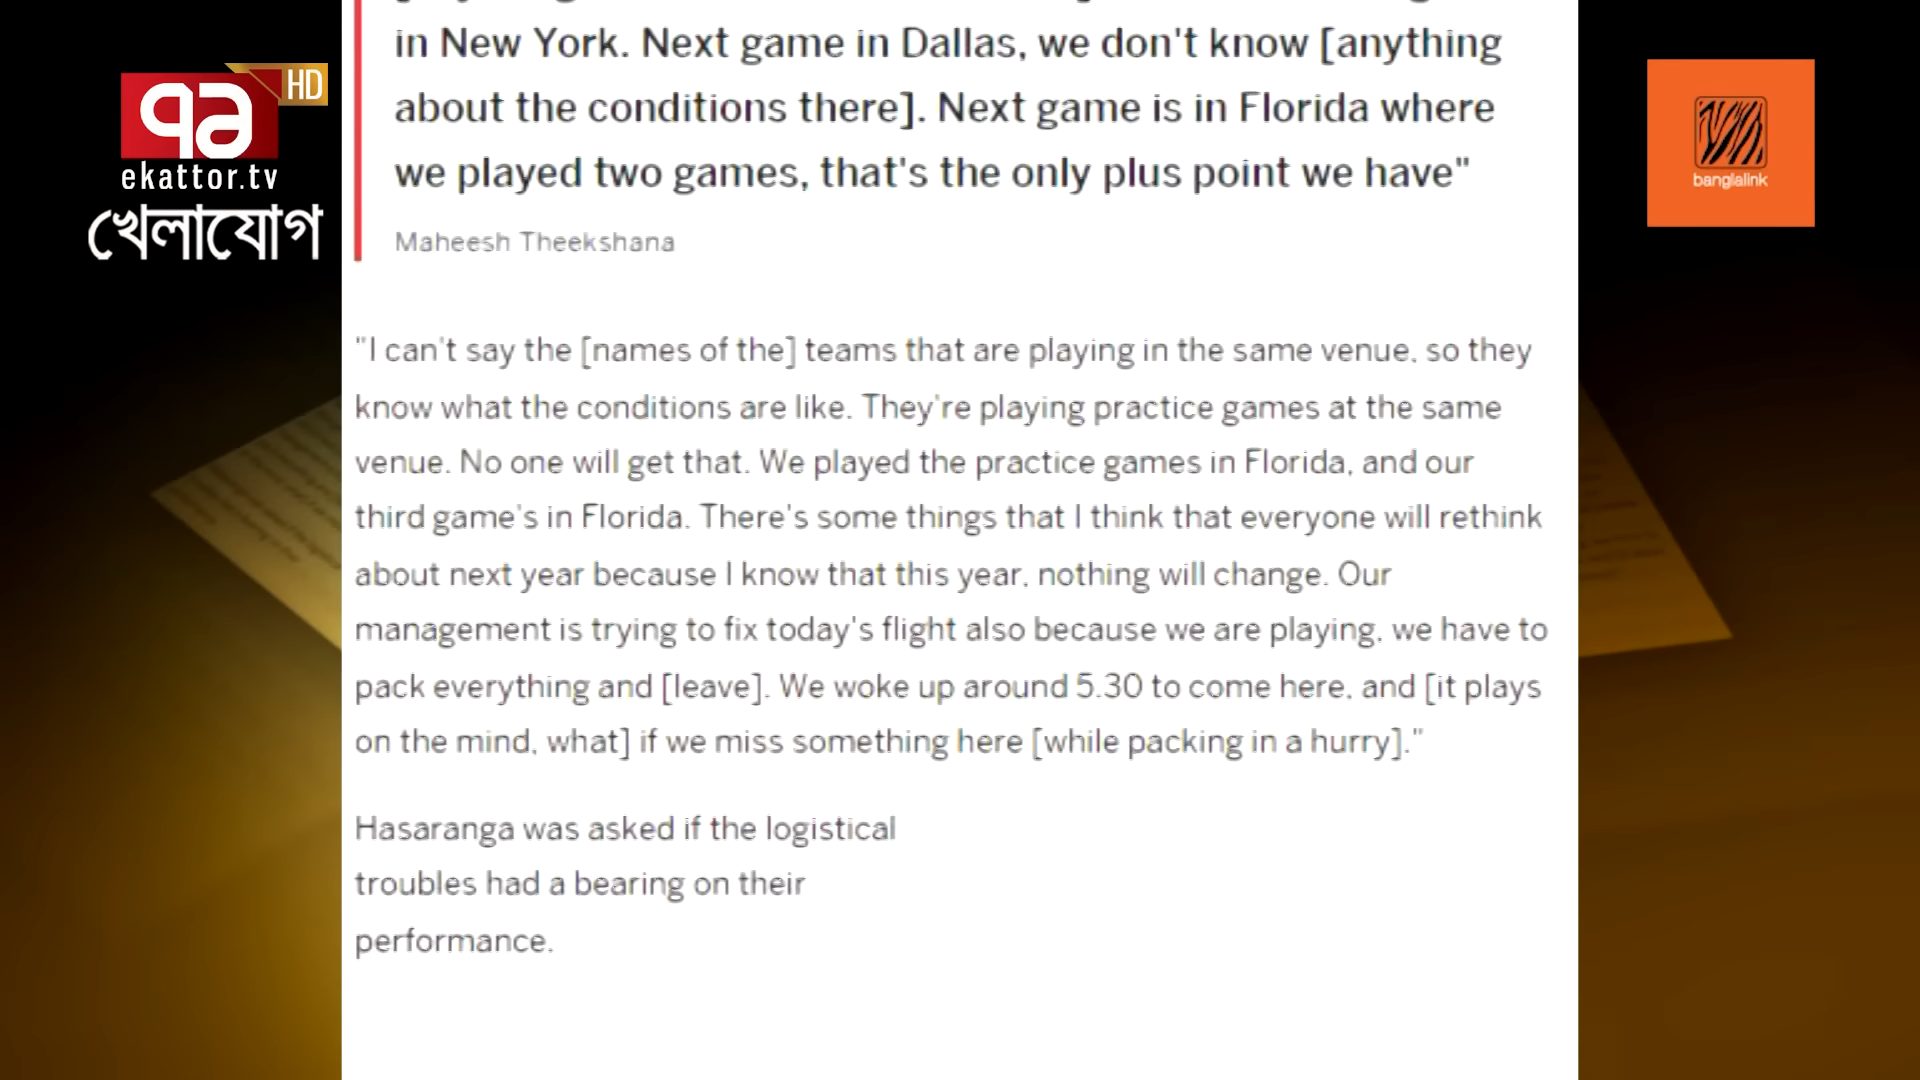 in New York. Next game in Dallas, we don't know [anything
about the conditions there]. Next game is in Florida where
we played two games, that's the only plus point we have"
Maheesh Theekshana
"I can't say the [names of the] teams that are playing in the same venue, so they
know what the conditions are like. They're playing practice games at the same
venue. No one will get that. We played the practice games in Florida, and our
third game's in Florida. There's some things that I think that everyone will rethink
about next year because I know that this year, nothing will change. Our
management is trying to fix today's flight also because we are playing, we have to
pack everything and [leave]. We woke up around 5.30 to come here, and [it plays
on the mind, what] if we miss something here [while packing in a hurry]."
Hasaranga was asked if the logistical
troubles had a bearing on their
performance.
৭১ HD
ekattor.tv
খেলাযোগ
banglalink